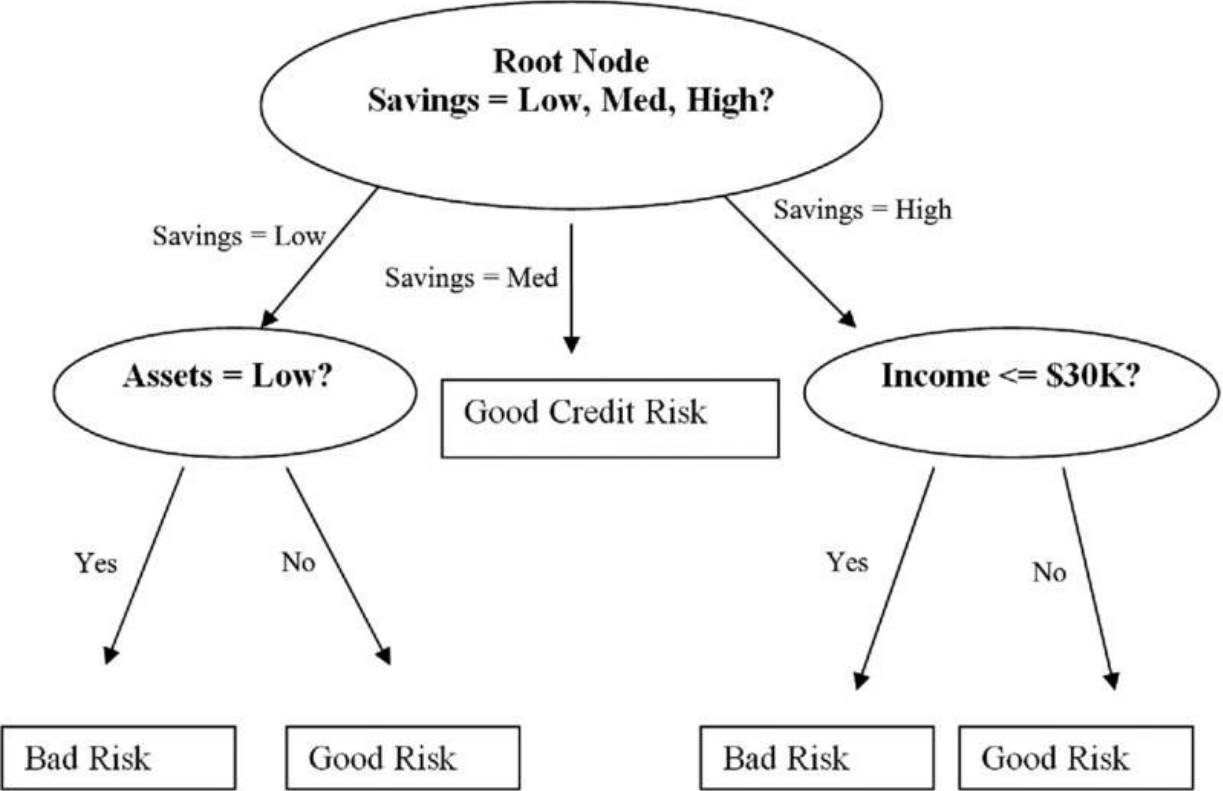 Root Node
Savings = Low, Med, High?
Savings = High
Savings = Low
Savings = Med
Assets = Low?
Good Credit Risk
Income <= $30K?
Yes
No
Yes
No
Bad Risk
Good Risk
Bad Risk
Good Risk